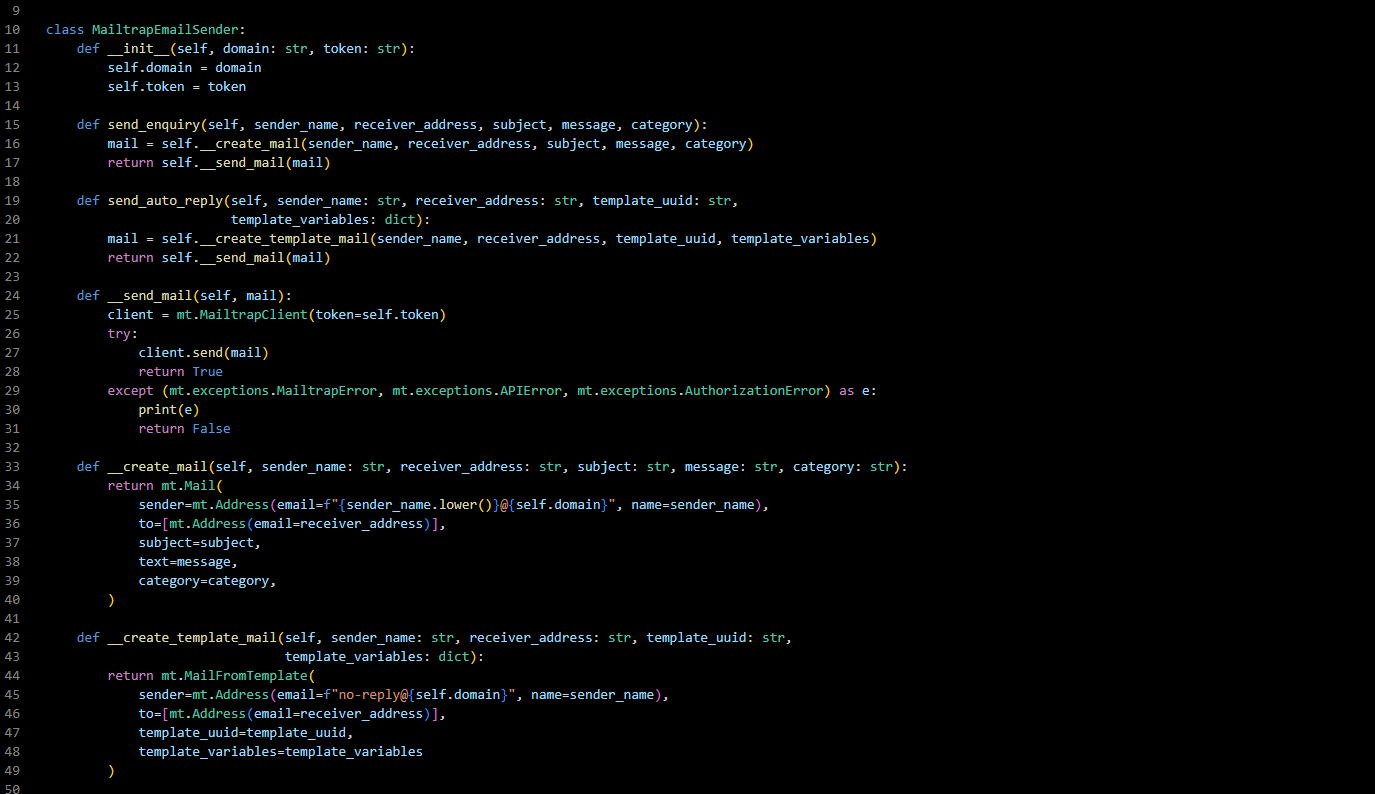 9
10 class MailtrapEmailSender:
11     def __init__(self, domain: str, token: str):
12         self.domain = domain
13         self.token = token
14
15     def send_enquiry(self, sender_name, receiver_address, subject, message, category):
16         mail = self.__create_mail(sender_name, receiver_address, subject, message, category)
17         return self.__send_mail(mail)
18
19     def send_auto_reply(self, sender_name: str, receiver_address: str, template_uuid: str,
20                         template_variables: dict):
21         mail = self.__create_template_mail(sender_name, receiver_address, template_uuid, template_variables)
22         return self.__send_mail(mail)
23
24     def __send_mail(self, mail):
25         client = mt.MailtrapClient(token=self.token)
26         try:
27             client.send(mail)
28             return True
29         except (mt.exceptions.MailtrapError, mt.exceptions.APIError, mt.exceptions.AuthorizationError) as e:
30             print(e)
31             return False
32
33     def __create_mail(self, sender_name: str, receiver_address: str, subject: str, message: str, category: str):
34         return mt.Mail(
35             sender=mt.Address(email=f"{sender_name.lower()}@{self.domain}", name=sender_name),
36             to=[mt.Address(email=receiver_address)],
37             subject=subject,
38             text=message,
39             category=category,
40         )
41
42     def __create_template_mail(self, sender_name: str, receiver_address: str, template_uuid: str,
43                                template_variables: dict):
44         return mt.MailFromTemplate(
45             sender=mt.Address(email=f"no-reply@{self.domain}", name=sender_name),
46             to=[mt.Address(email=receiver_address)],
47             template_uuid=template_uuid,
48             template_variables=template_variables
49         )
50